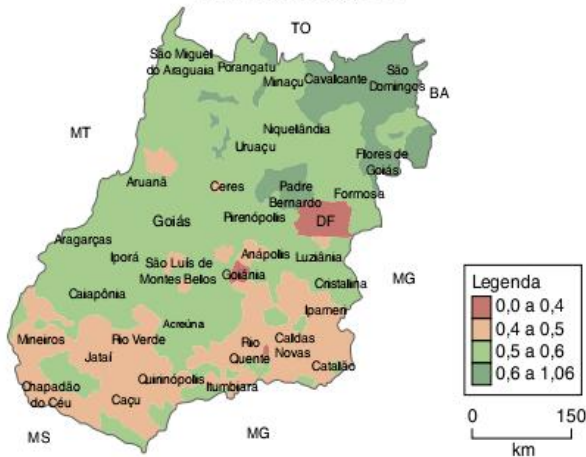 TO
São Miguel
do Araguaia
Porangatu
Minaçu
Cavalcante
São
Domingos
BA
MT
Niquelândia
Uruaçu
Flores de
Goiás
Aruanã
Ceres
Padre
Bernardo
Formosa
Goiás
Pirenópolis
DF
Aragarças
Iporá
São Luís de
Montes Belos
Anápolis
Goiânia
Luziânia
MG
Cristalina
Caiapônia
Ipameri
Acreúna
Mineiros
Rio Verde
Jataí
Rio
Quente
Caldas
Novas
Catalão
Chapadão
do Céu
Quirinópolis
Itumbiara
Caçu
MS
MG
Legenda
0,0 a 0,4
0,4 a 0,5
0,5 a 0,6
0,6 a 1,06
0 150
km